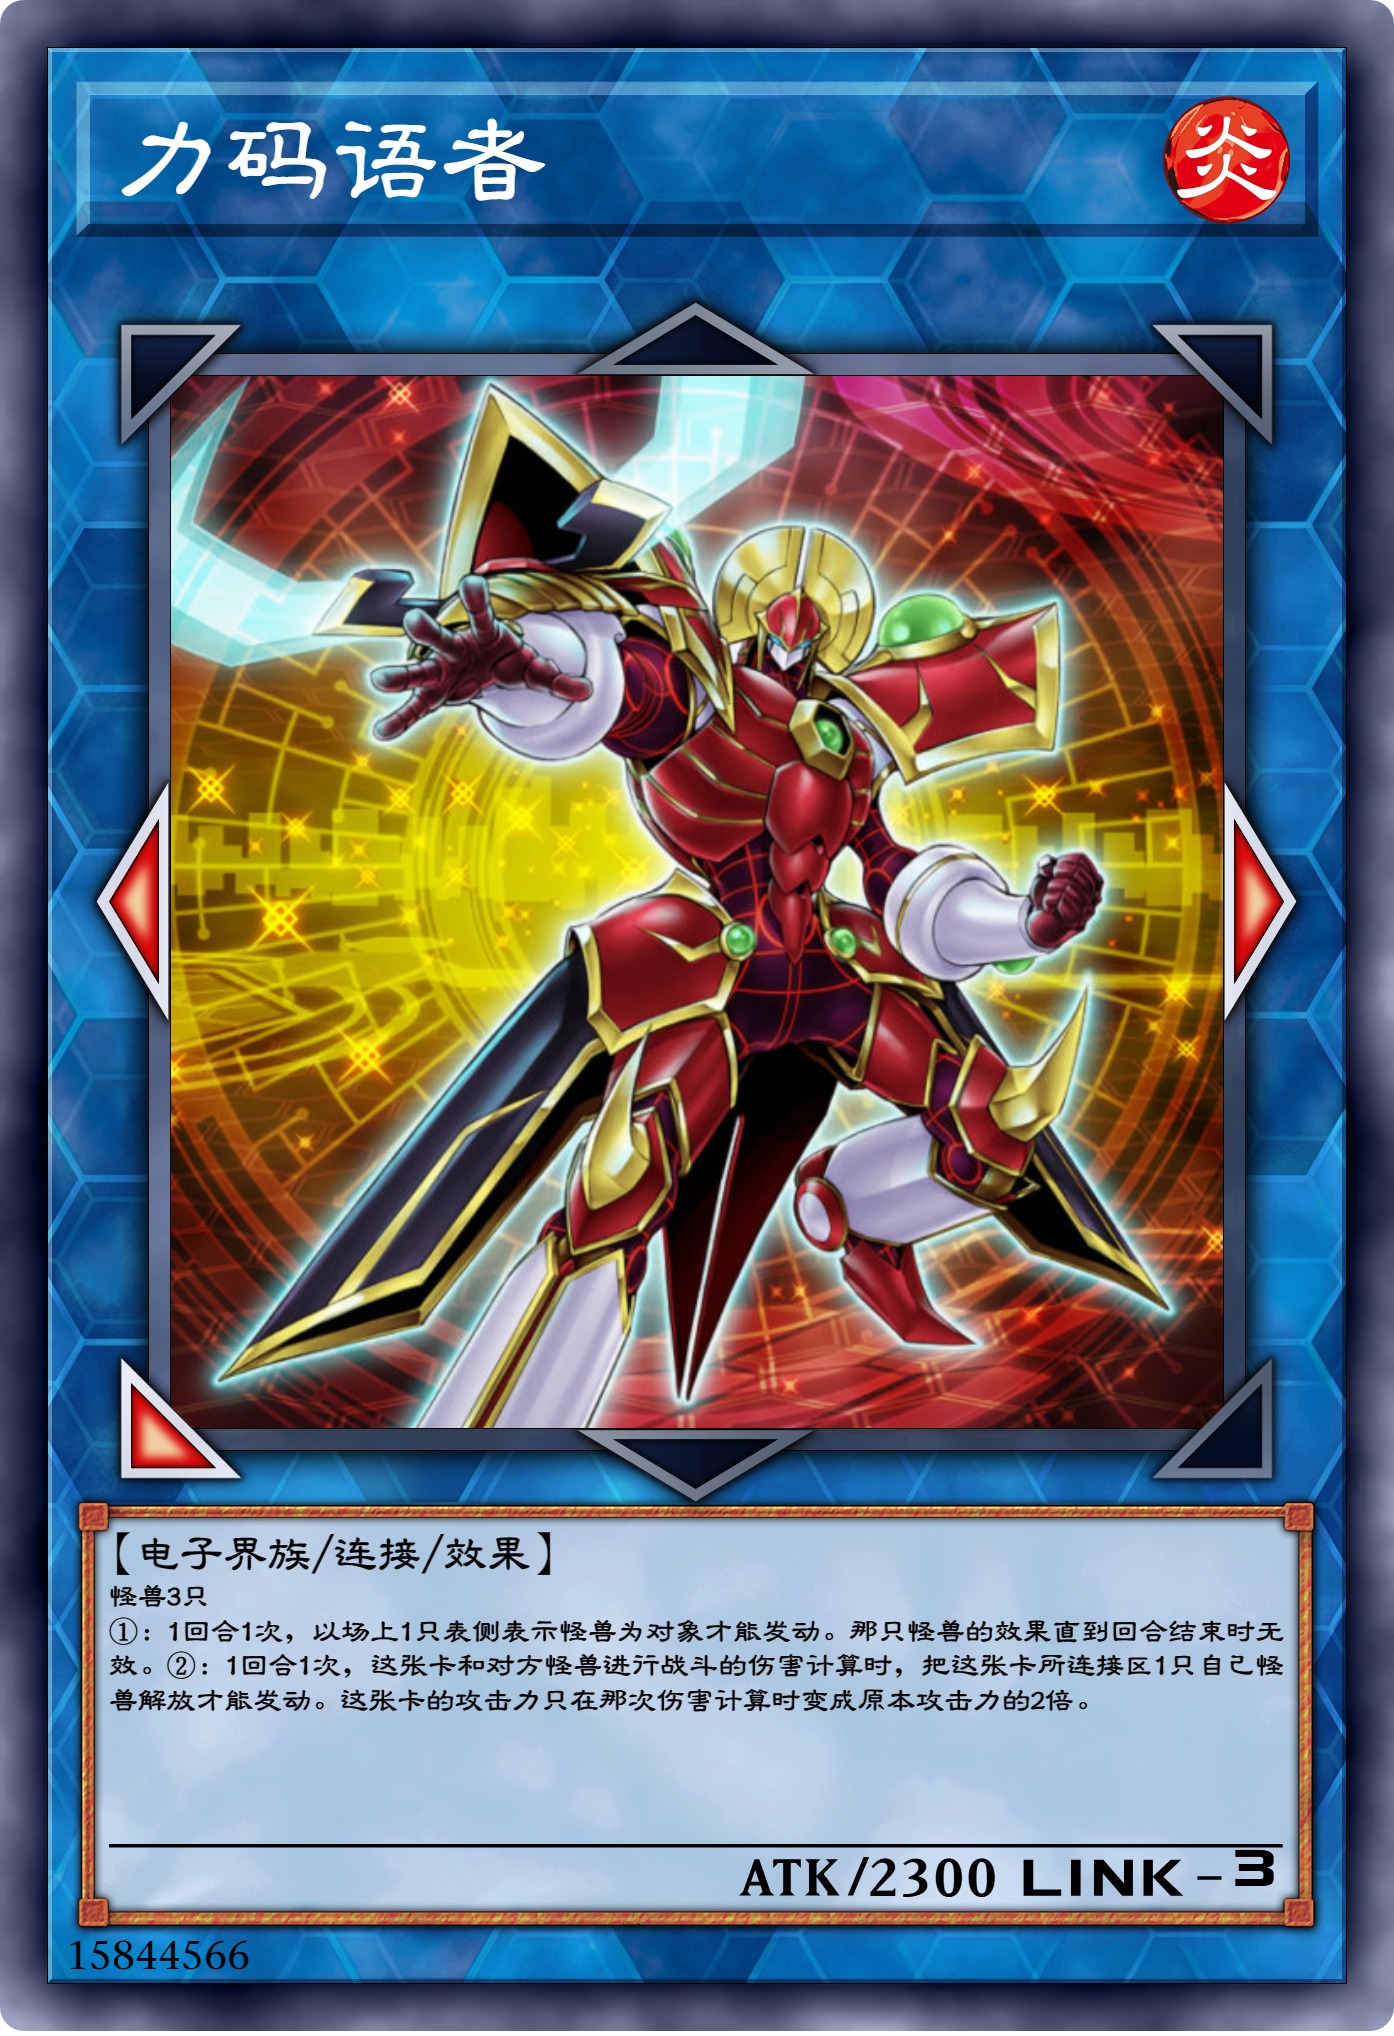 力码语者
炎
【电子界族/连接/效果】
怪兽3只
①：1回合1次，以场上1只表侧表示怪兽为对象才能发动。那只怪兽的效果直到回合结束时无
效。②：1回合1次，这张卡和对方怪兽进行战斗的伤害计算时，把这张卡所连接区1只自己怪
兽解放才能发动。这张卡的攻击力只在那次伤害计算时变成原本攻击力的2倍。
ATK/2300 LINK-3
15844566